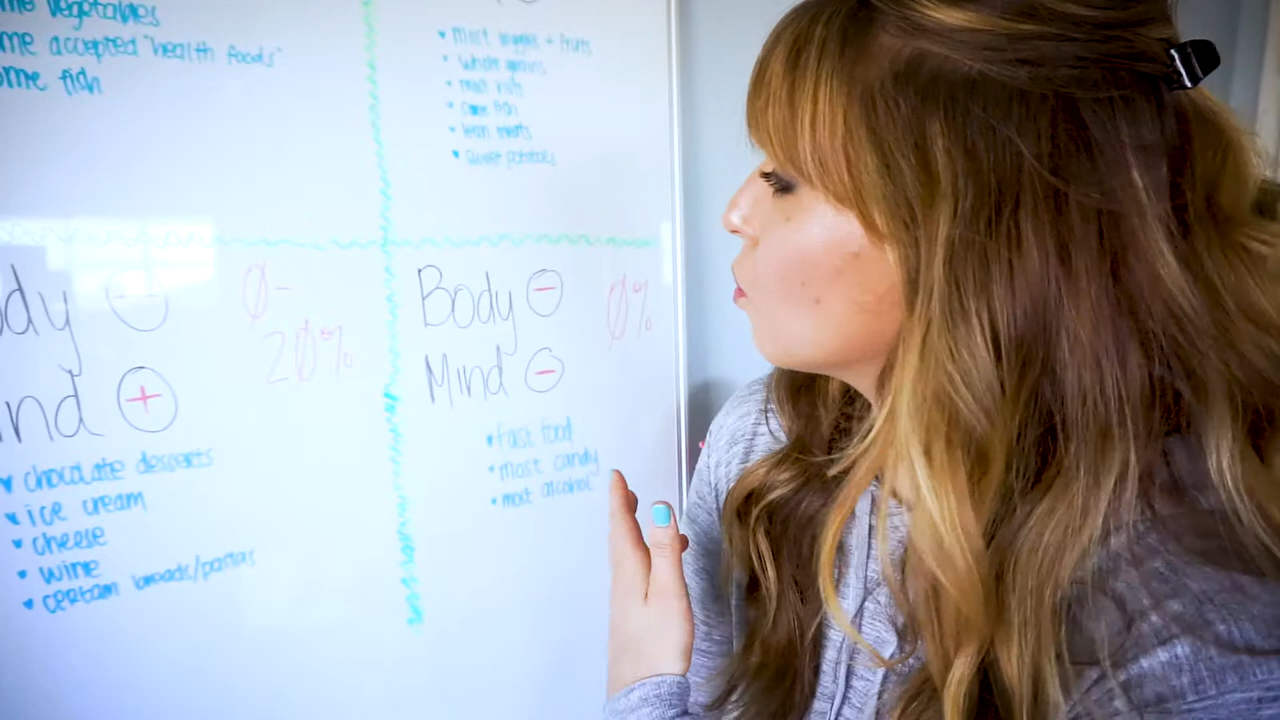 me vegetables
me accepted "health foods"
ome fish
• most veggies + fruits
• whole grains
• most nuts
• some fish
• lean meats
• sweet potatoes
ody ⊖ 0-
20%
ind ⊕
• chocolate desserts
• ice cream
• cheese
• wine
• certain breads/pastas
Body ⊖ 0%
Mind ⊖
• fast food
• most candy
• most alcohol